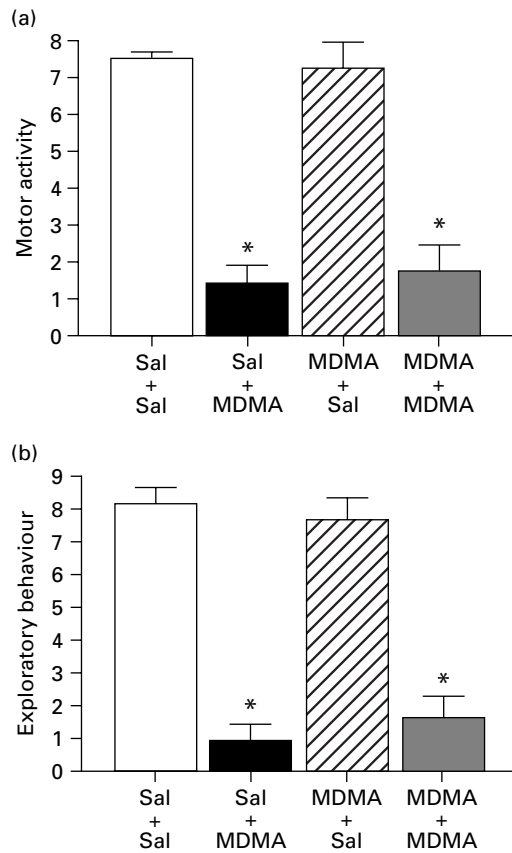 (a)
8
7
6
5
4
3
2
1
0
Motor activity
*
*
Sal Sal MDMA MDMA
+ + + +
Sal MDMA Sal MDMA
(b)
9
8
7
6
5
4
3
2
1
0
Exploratory behaviour
*
*
Sal Sal MDMA MDMA
+ + + +
Sal MDMA Sal MDMA